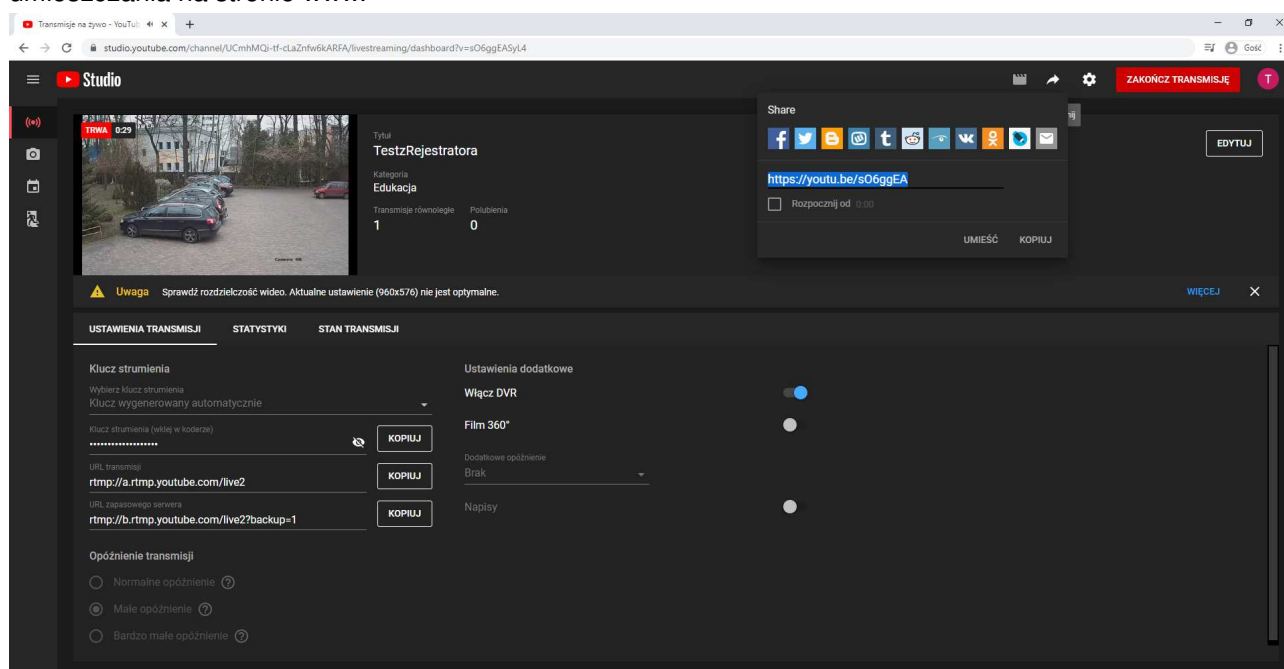 umieszczania na stronie www.
Transmisje na żywo - YouTub
studio.youtube.com/channel/UCmhMQi-tf-cLaZnfw6kARFA/livestreaming/dashboard?v=sO6ggEASyL4
Gość
Studio
ZAKOŃCZ TRANSMISJĘ
T
TRWA 0:29
Tytuł
TestzRejestratora
Kategoria
Edukacja
Transmisje równoległe Polubienia
1 0
Share
https://youtu.be/sO6ggEA
Rozpocznij od 0:00
UMIEŚĆ KOPIUJ
EDYTUJ
Uwaga Sprawdź rozdzielczość wideo. Aktualne ustawienie (960x576) nie jest optymalne.
WIĘCEJ
USTAWIENIA TRANSMISJI STATYSTYKI STAN TRANSMISJI
Klucz strumienia
Wybierz klucz strumienia
Klucz wygenerowany automatycznie
Klucz strumienia (wklej w koderze)
•••••••••••••••••• KOPIUJ
URL transmisji
rtmp://a.rtmp.youtube.com/live2 KOPIUJ
URL zapasowego serwera
rtmp://b.rtmp.youtube.com/live2?backup=1 KOPIUJ
Opóźnienie transmisji
Normalne opóźnienie
Małe opóźnienie
Bardzo małe opóźnienie
Ustawienia dodatkowe
Włącz DVR
Film 360°
Dodatkowe opóźnienie
Brak
Napisy